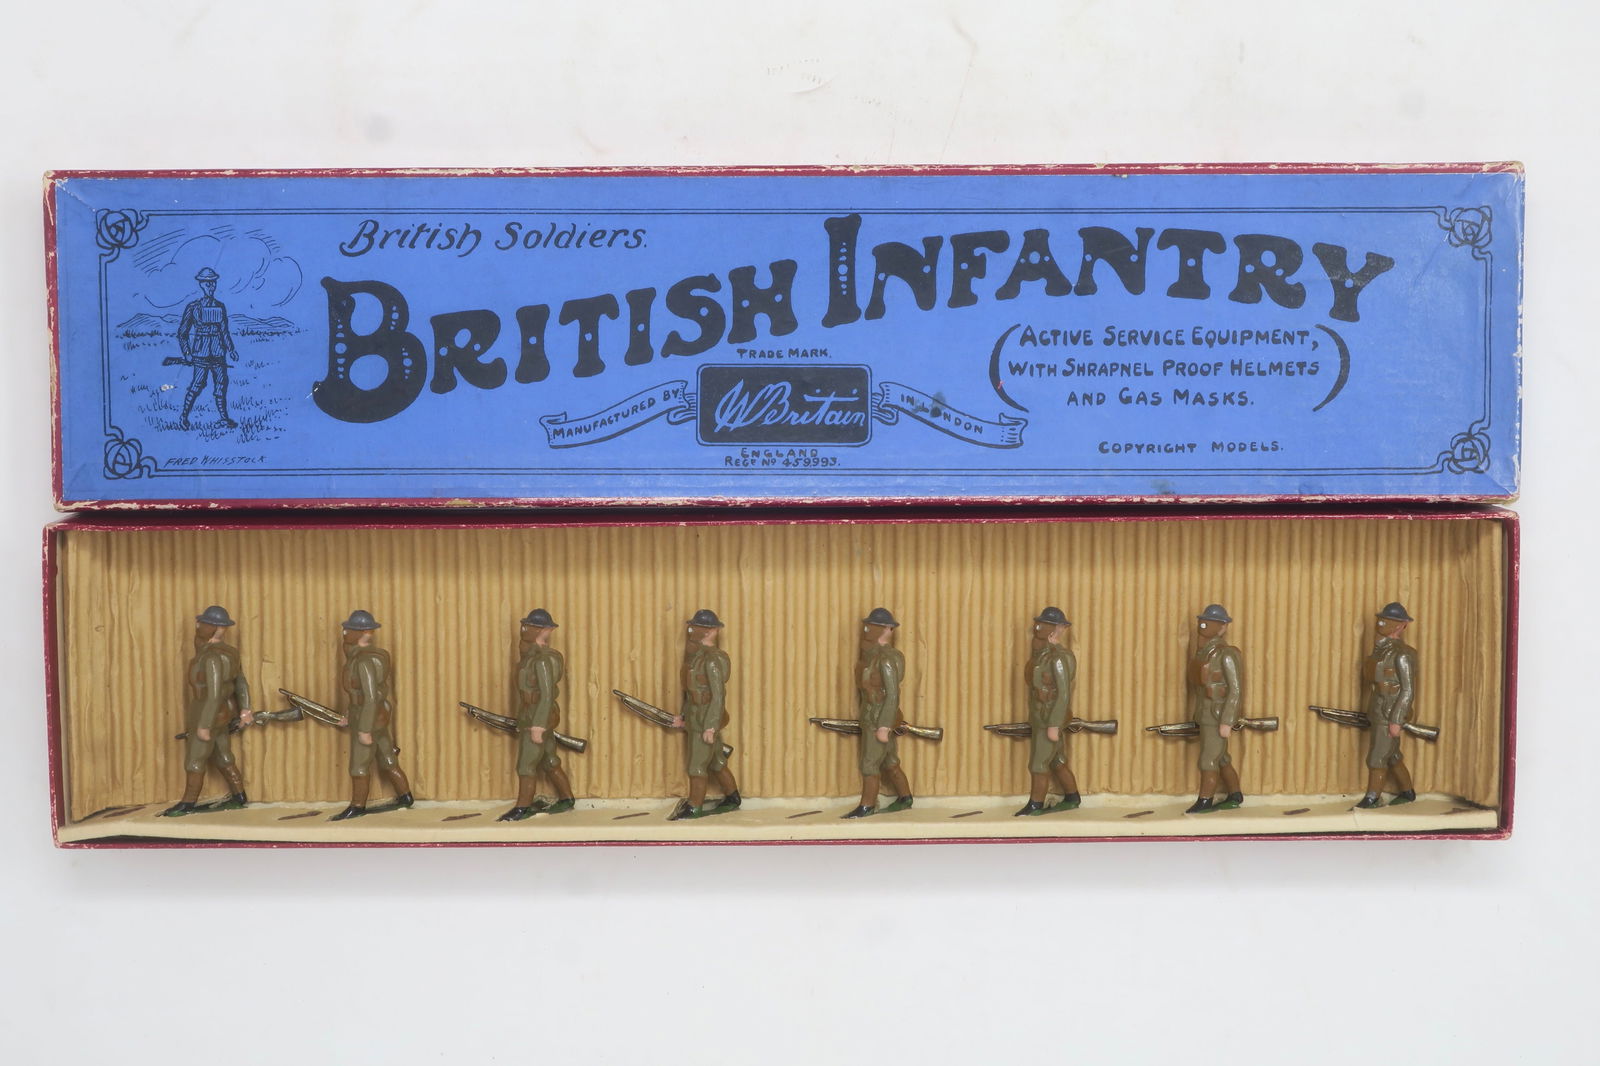 British Soldiers.
BRITISH INFANTRY
(ACTIVE SERVICE EQUIPMENT,
WITH SHRAPNEL PROOF HELMETS
AND GAS MASKS.)
TRADE MARK.
MANUFACTURED BY
W Britain
IN LONDON
ENGLAND
REGD No 459993.
COPYRIGHT MODELS.
FRED WHISSTOCK